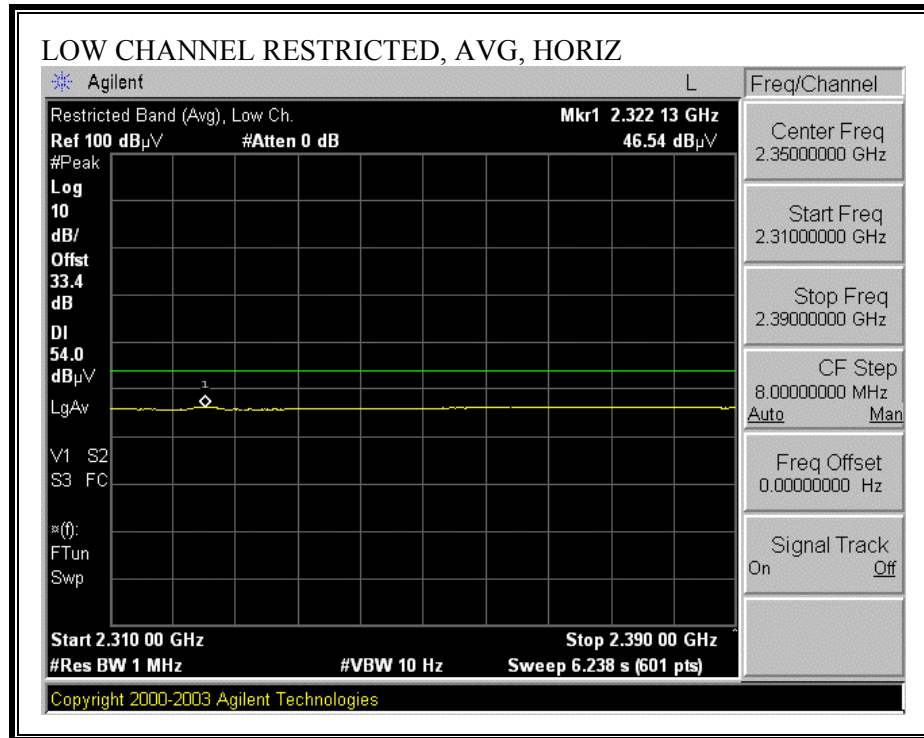 LOW CHANNEL RESTRICTED, AVG, HORIZ
Agilent L
Restricted Band (Avg), Low Ch. Mkr1 2.322 13 GHz
Ref 100 dBµV #Atten 0 dB 46.54 dBµV
#Peak
Log
10
dB/
Offst
33.4
dB
DI
54.0
dBµV
LgAv
1
V1 S2
S3 FC
¤(f):
FTun
Swp
Start 2.310 00 GHz Stop 2.390 00 GHz
#Res BW 1 MHz #VBW 10 Hz Sweep 6.238 s (601 pts)
Copyright 2000-2003 Agilent Technologies
Freq/Channel
Center Freq
2.35000000 GHz
Start Freq
2.31000000 GHz
Stop Freq
2.39000000 GHz
CF Step
8.00000000 MHz
Auto Man
Freq Offset
0.00000000 Hz
Signal Track
On Off